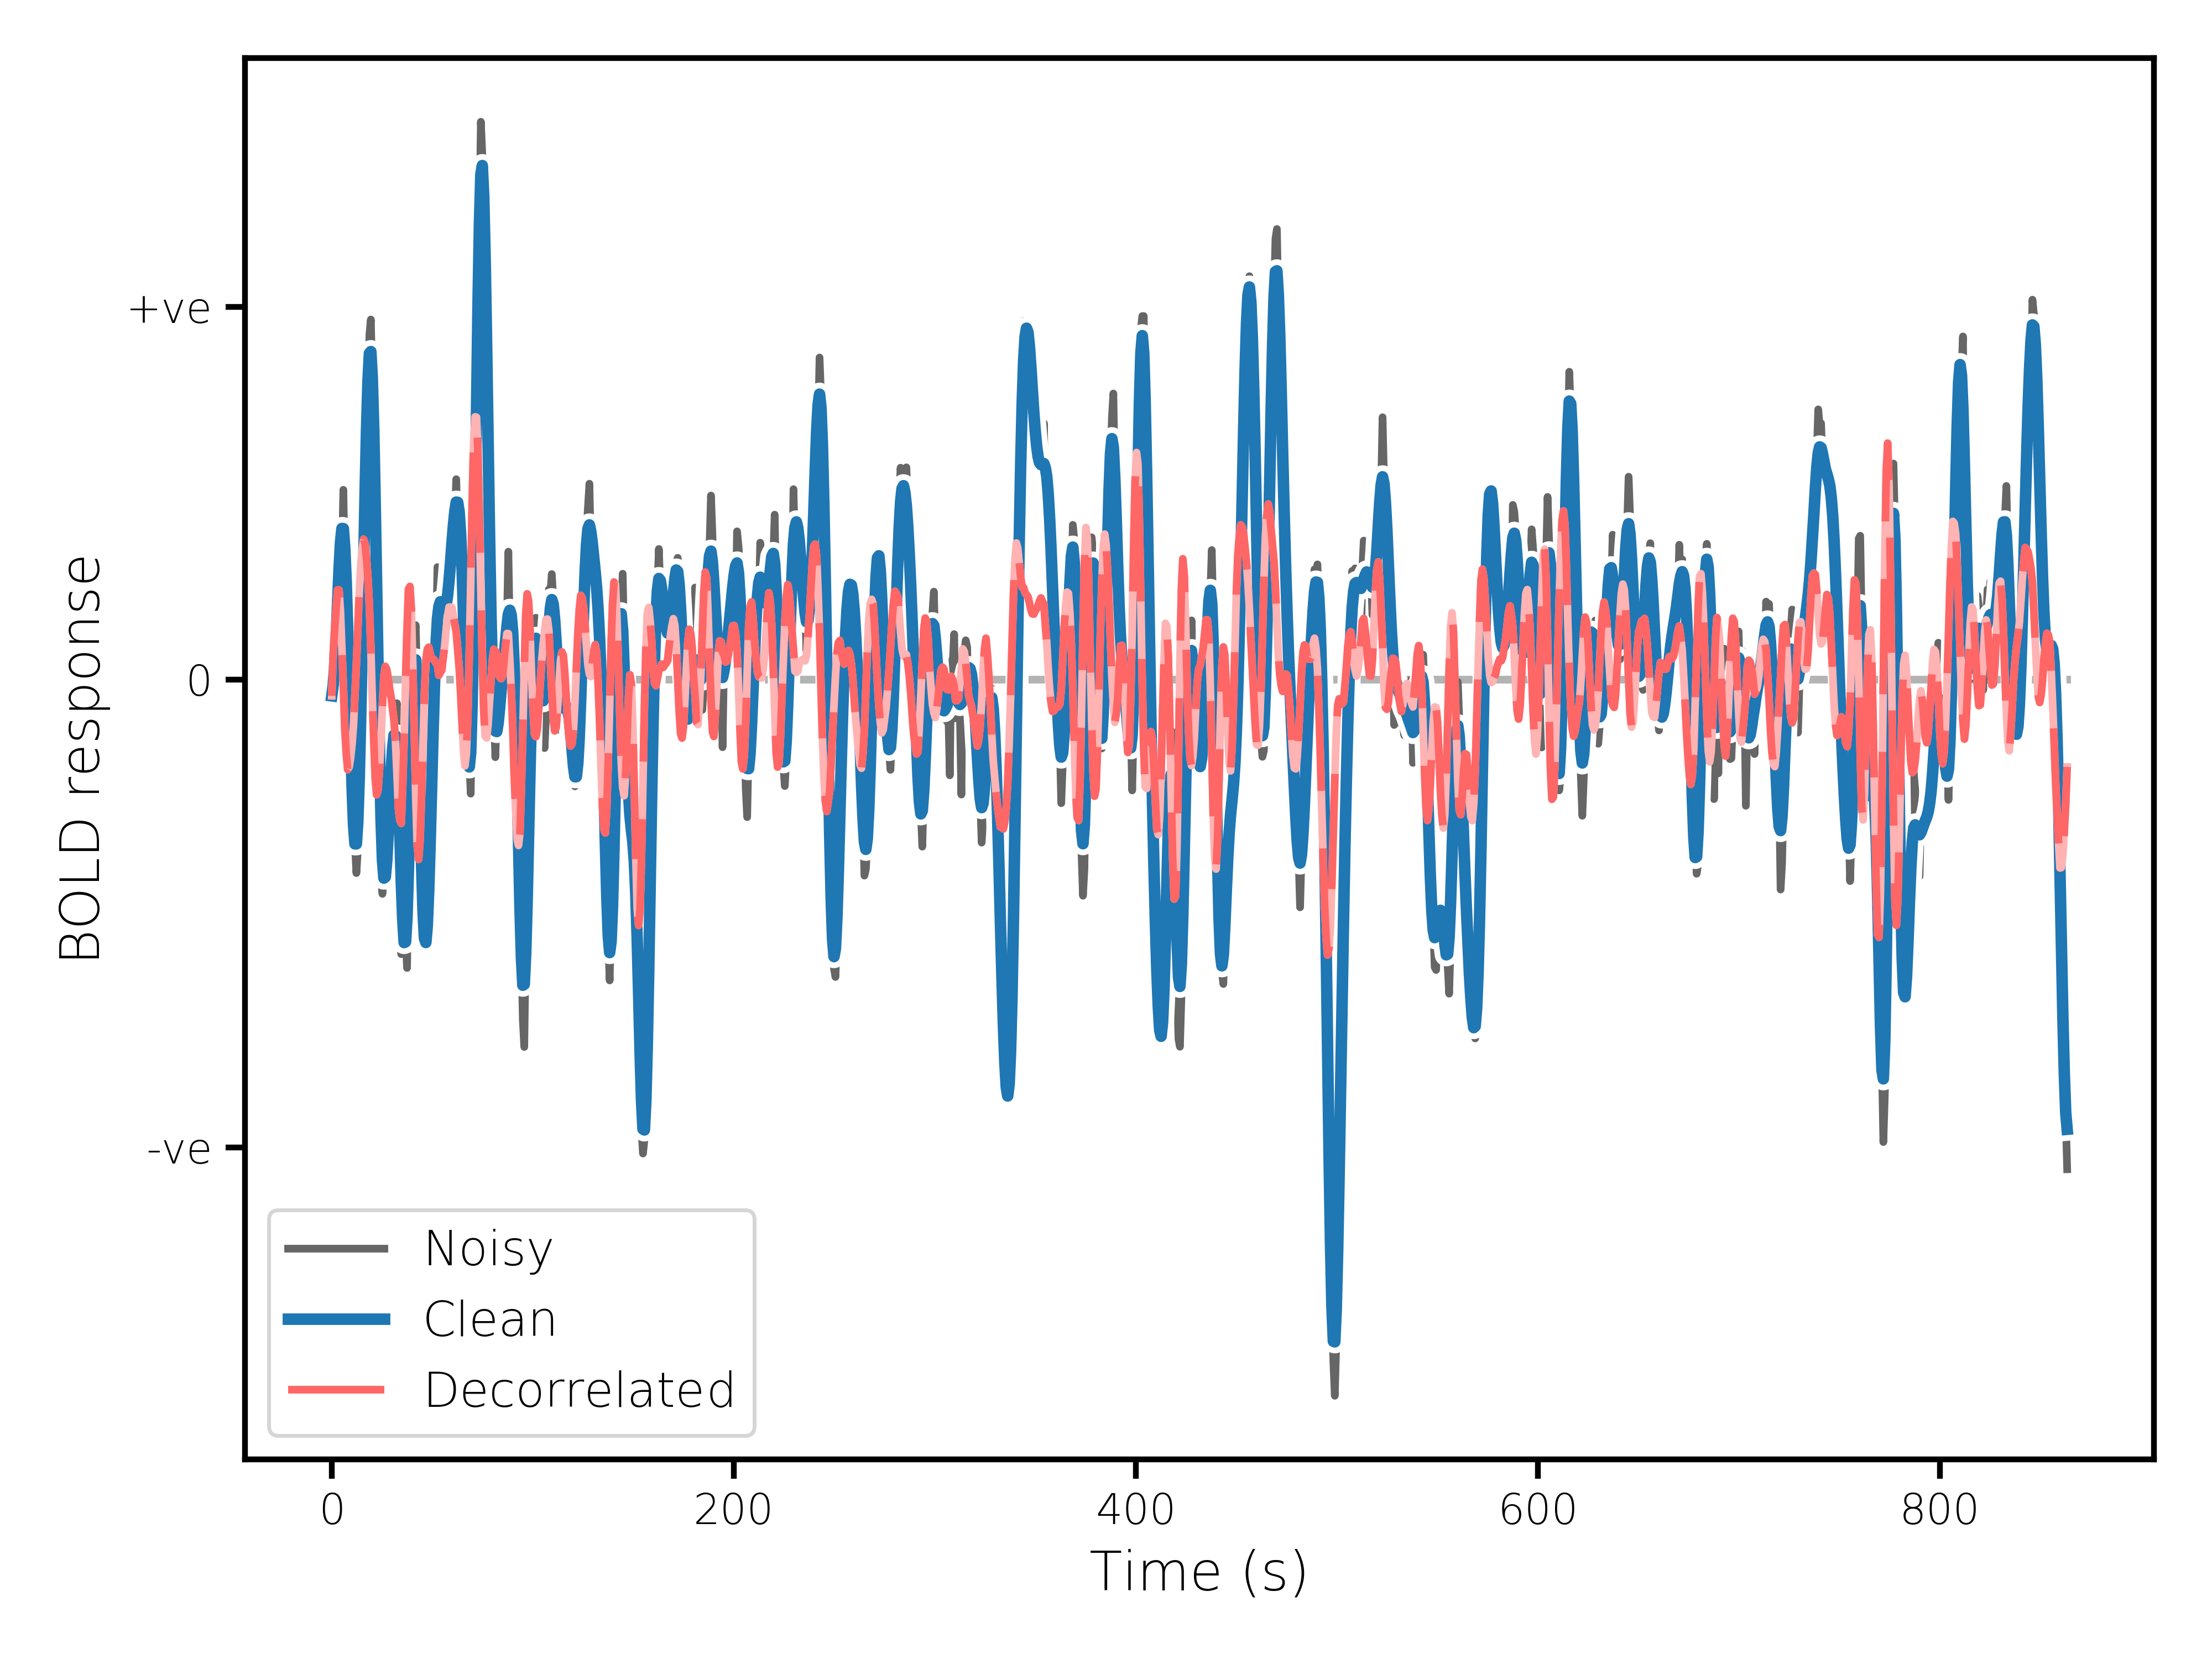 BOLD response
+ve
0
-ve
Noisy
Clean
Decorrelated
0 200 400 600 800
Time (s)